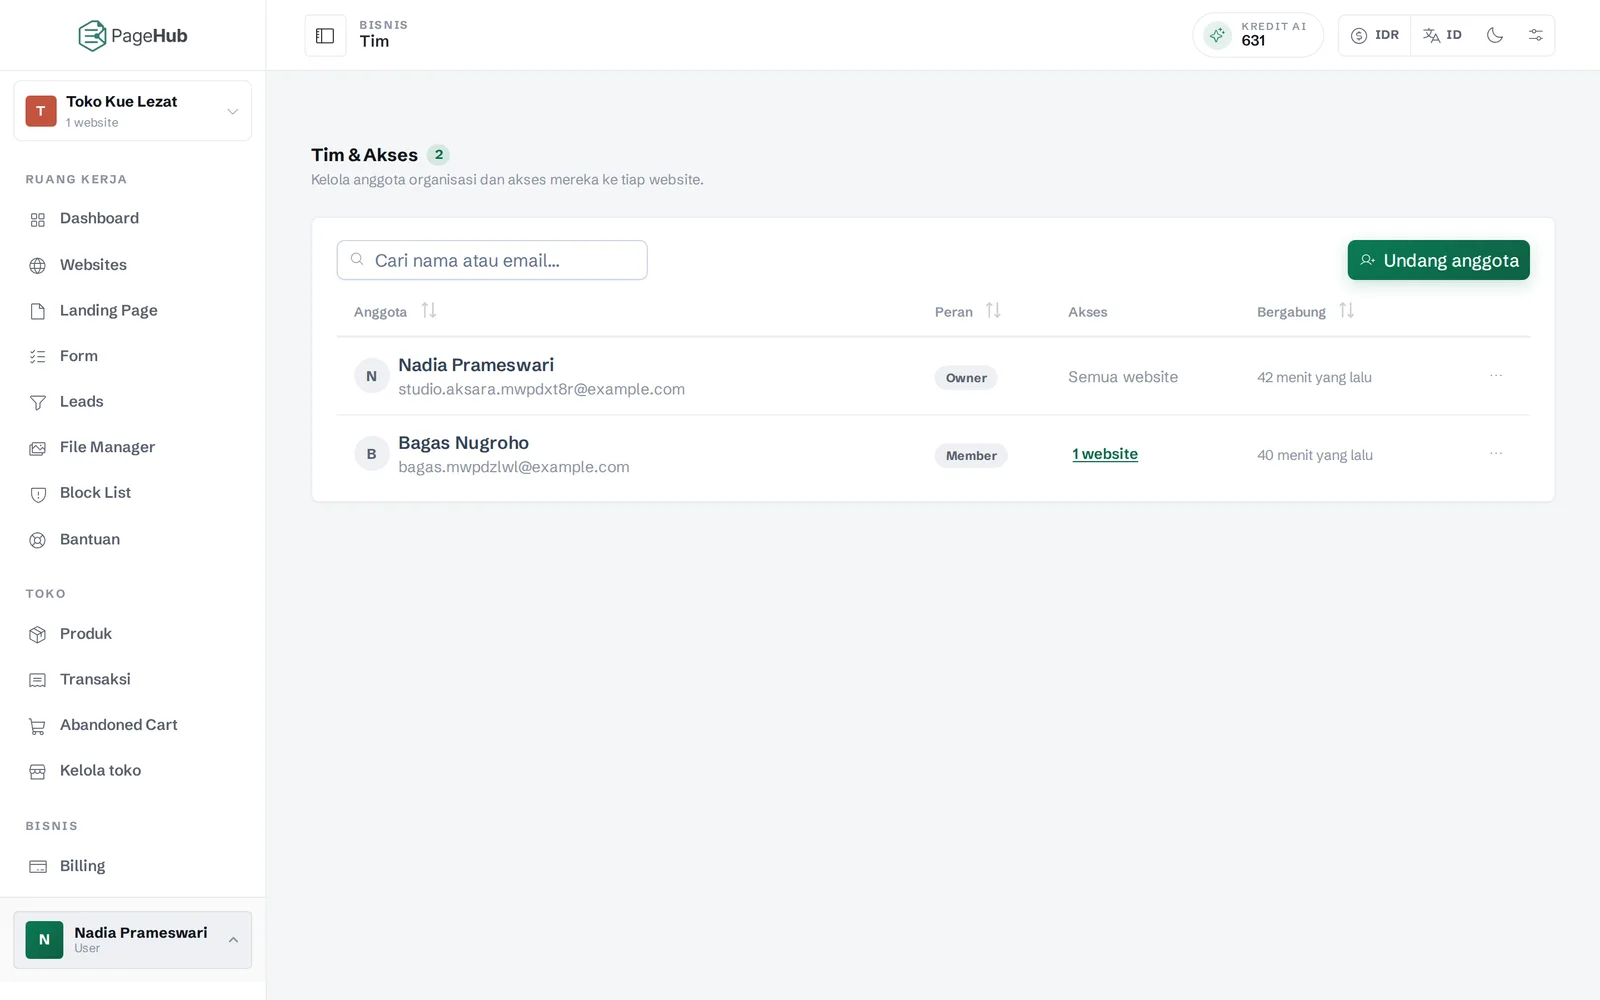 PageHub
BISNIS
Tim
KREDIT AI
631
IDR
ID
T
Toko Kue Lezat
1 website
RUANG KERJA
Dashboard
Websites
Landing Page
Form
Leads
File Manager
Block List
Bantuan
TOKO
Produk
Transaksi
Abandoned Cart
Kelola toko
BISNIS
Billing
N
Nadia Prameswari
User
Tim & Akses 2
Kelola anggota organisasi dan akses mereka ke tiap website.
Cari nama atau email...
Undang anggota
Anggota Peran Akses Bergabung
N
Nadia Prameswari
studio.aksara.mwpdxt8r@example.com
Owner
Semua website
42 menit yang lalu
...
B
Bagas Nugroho
bagas.mwpdzlwl@example.com
Member
1 website
40 menit yang lalu
...